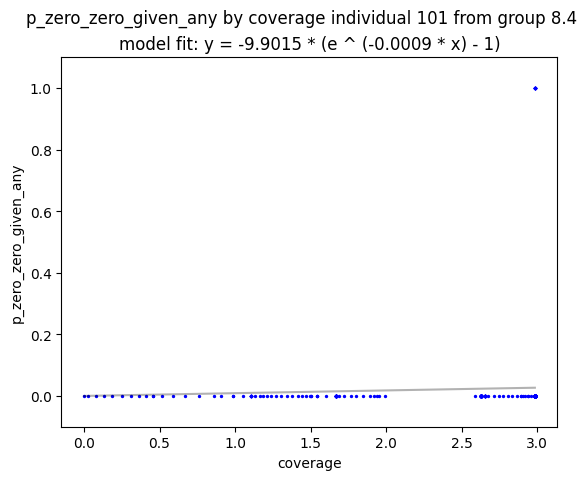 p_zero_zero_given_any by coverage individual 101 from group 8.4
model fit: y = -9.9015 * (e ^ (-0.0009 * x) - 1)
p_zero_zero_given_any
1.0
0.8
0.6
0.4
0.2
0.0
0.0 0.5 1.0 1.5 2.0 2.5 3.0
coverage